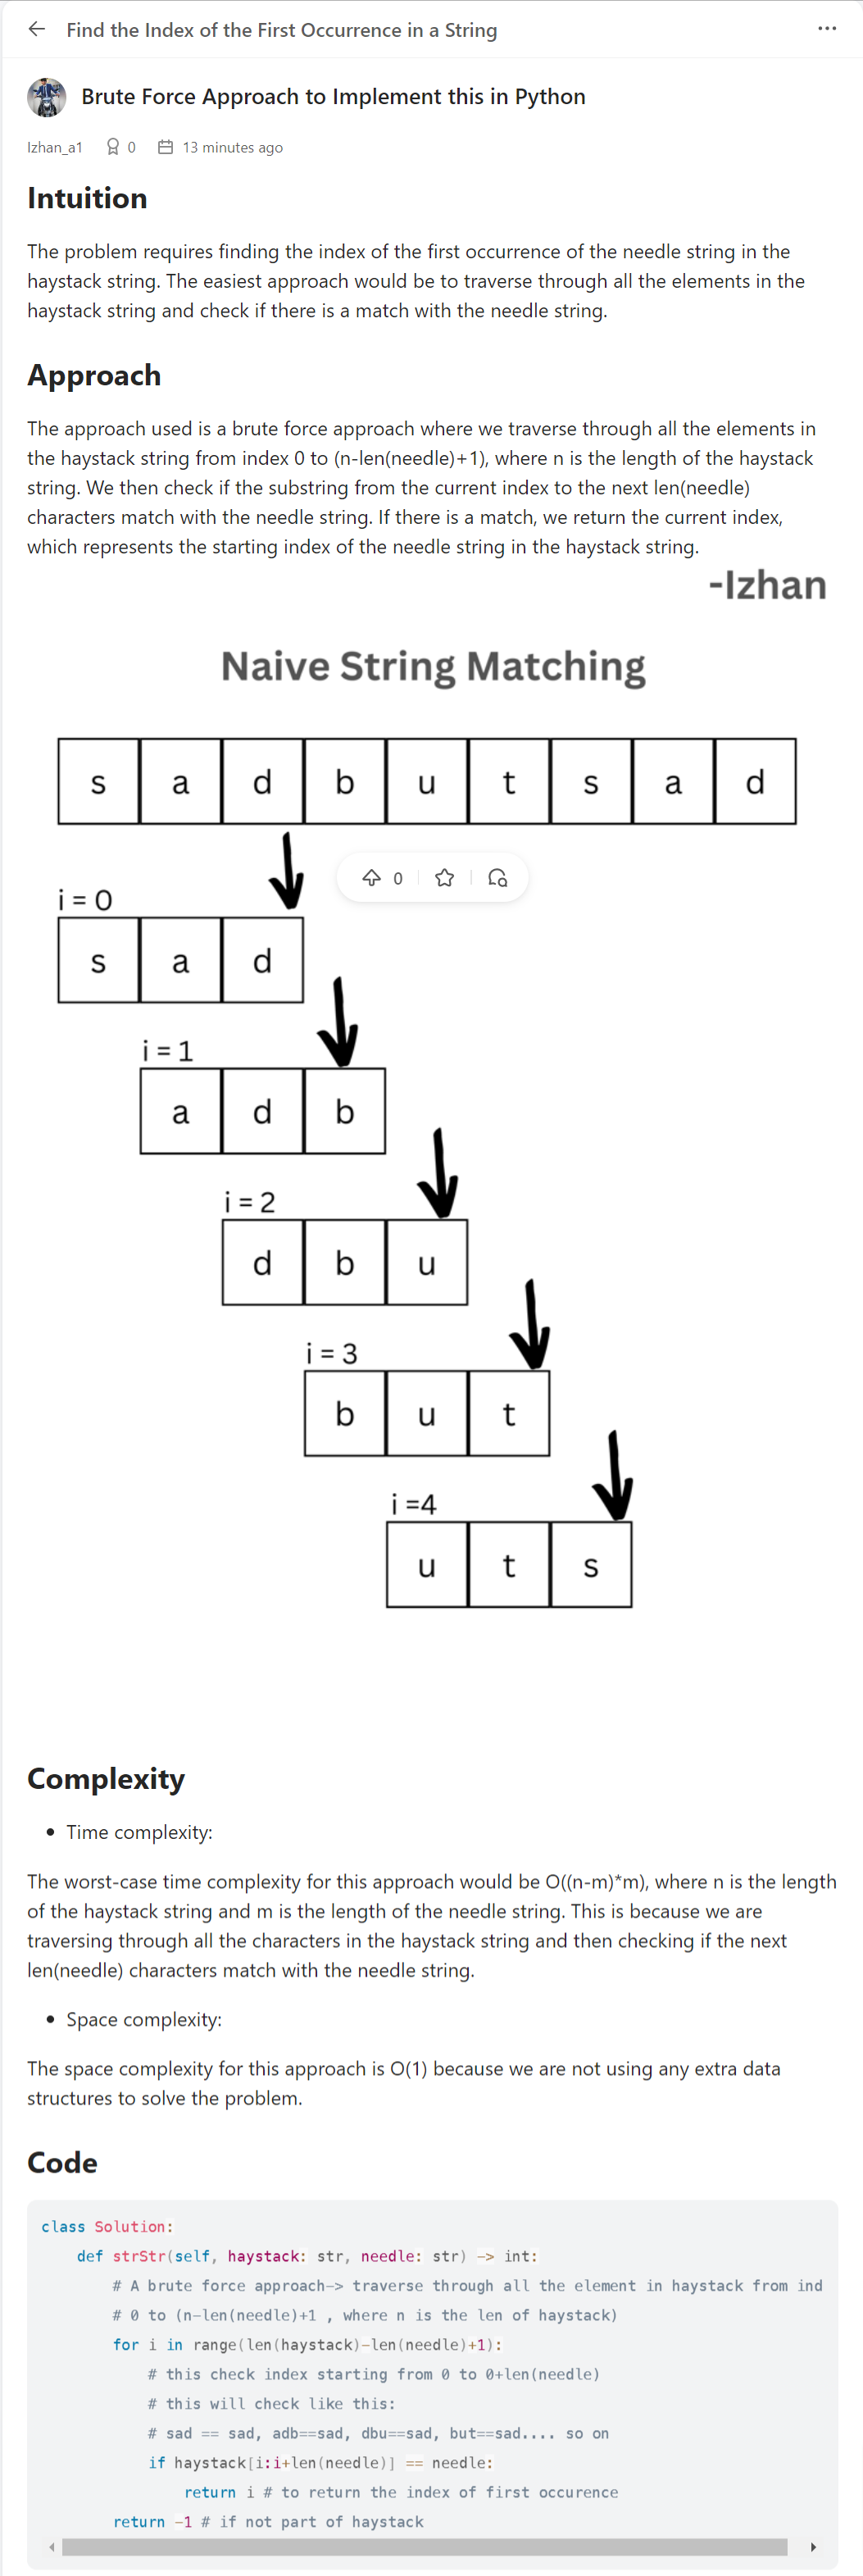 Find the Index of the First Occurrence in a String
Brute Force Approach to Implement this in Python
Izhan_a1 0 13 minutes ago
Intuition
The problem requires finding the index of the first occurrence of the needle string in the
haystack string. The easiest approach would be to traverse through all the elements in the
haystack string and check if there is a match with the needle string.
Approach
The approach used is a brute force approach where we traverse through all the elements in
the haystack string from index 0 to (n-len(needle)+1), where n is the length of the haystack
string. We then check if the substring from the current index to the next len(needle)
characters match with the needle string. If there is a match, we return the current index,
which represents the starting index of the needle string in the haystack string.
-Izhan
Naive String Matching
s a d b u t s a d
0
i = 0
s a d
i = 1
a d b
i = 2
d b u
i = 3
b u t
i =4
u t s
Complexity
• Time complexity:
The worst-case time complexity for this approach would be O((n-m)*m), where n is the length
of the haystack string and m is the length of the needle string. This is because we are
traversing through all the characters in the haystack string and then checking if the next
len(needle) characters match with the needle string.
• Space complexity:
The space complexity for this approach is O(1) because we are not using any extra data
structures to solve the problem.
Code
class Solution:
    def strStr(self, haystack: str, needle: str) -> int:
        # A brute force approach-> traverse through all the element in haystack from ind
        # 0 to (n-len(needle)+1 , where n is the len of haystack)
        for i in range(len(haystack)-len(needle)+1):
            # this check index starting from 0 to 0+len(needle)
            # this will check like this:
            # sad == sad, adb==sad, dbu==sad, but==sad.... so on
            if haystack[i:i+len(needle)] == needle:
                return i # to return the index of first occurence
        return -1 # if not part of haystack